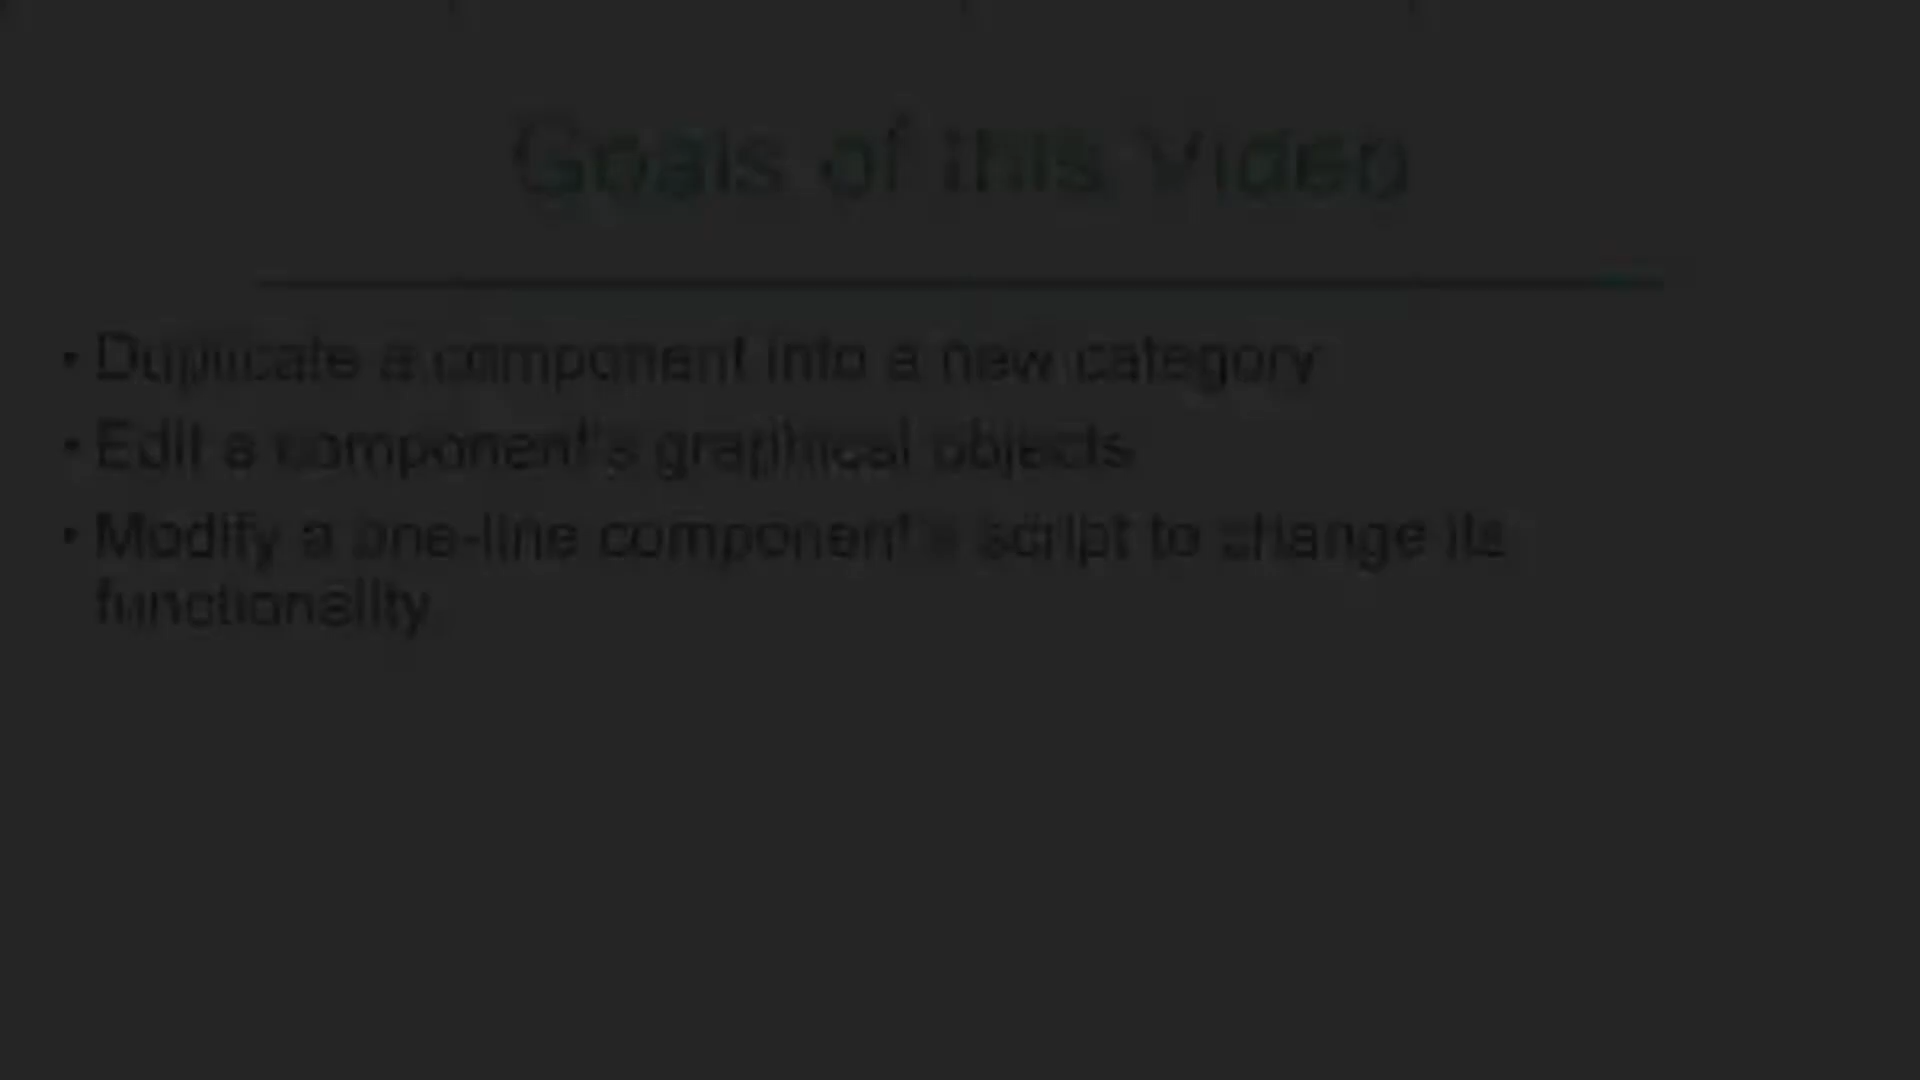 Goals of this Video
• Duplicate a component into a new category
• Edit a component's graphical objects
• Modify a one-line component's script to change its
functionality